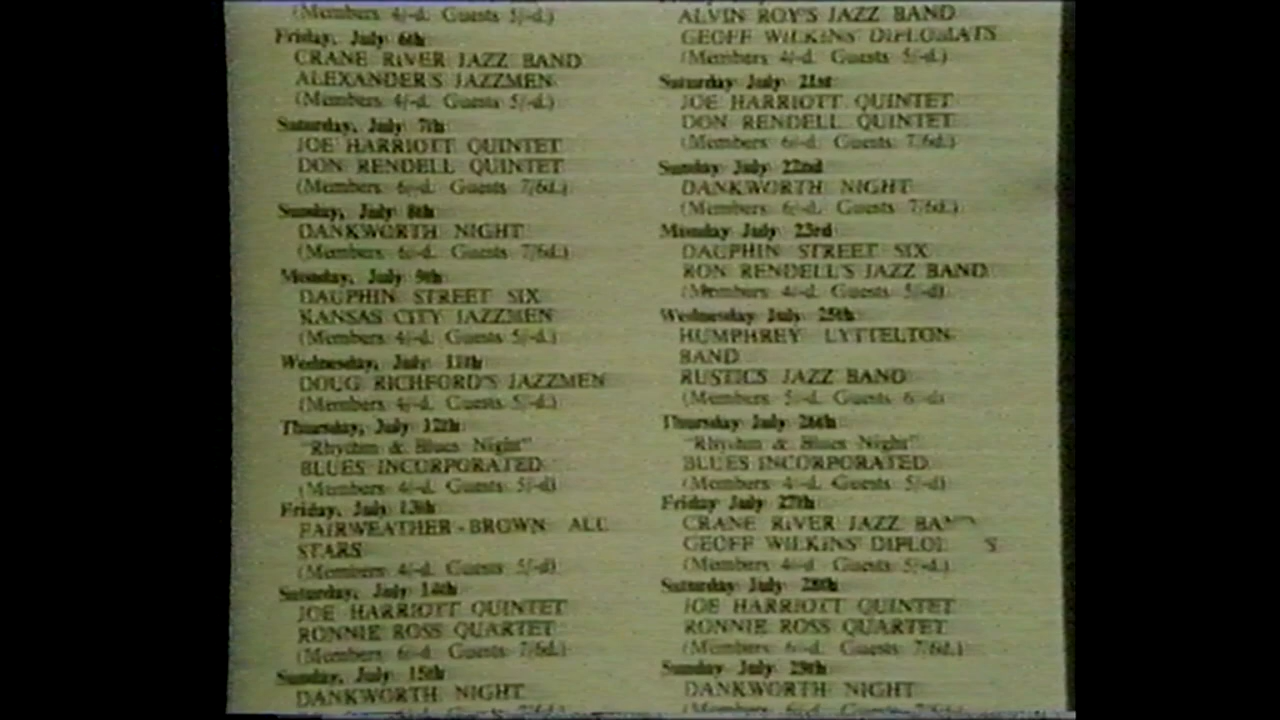 (Members 4/-d. Guests 5/-d.)
Friday, July 6th
CRANE RIVER JAZZ BAND
ALEXANDER'S JAZZMEN
(Members 4/-d. Guests 5/-d.)
Saturday, July 7th
JOE HARRIOTT QUINTET
DON RENDELL QUINTET
(Members 6/-d. Guests 7/6d.)
Sunday, July 8th
DANKWORTH NIGHT
(Members 6/-d. Guests 7/6d.)
Monday, July 9th
DAUPHIN STREET SIX
KANSAS CITY JAZZMEN
(Members 4/-d. Guests 5/-d.)
Wednesday, July 11th
DOUG RICHFORD'S JAZZMEN
(Members 4/-d. Guests 5/-d.)
Thursday, July 12th
"Rhythm & Blues Night"
BLUES INCORPORATED
(Members 4/-d. Guests 5/-d)
Friday, July 13th
FAIRWEATHER-BROWN ALL
STARS
(Members 4/-d. Guests 5/-d)
Saturday, July 14th
JOE HARRIOTT QUINTET
RONNIE ROSS QUARTET
(Members 6/-d. Guests 7/6d.)
Sunday, July 15th
DANKWORTH NIGHT
ALVIN ROY'S JAZZ BAND
GEOFF WILKINS' DIPLOMATS
(Members 4/-d. Guests 5/-d.)
Saturday July 21st
JOE HARRIOTT QUINTET
DON RENDELL QUINTET
(Members 6/-d. Guests 7/6d.)
Sunday July 22nd
DANKWORTH NIGHT
(Members 6/-d. Guests 7/6d.)
Monday July 23rd
DAUPHIN STREET SIX
RON RENDELL'S JAZZ BAND
(Members 4/-d. Guests 5/-d)
Wednesday July 25th
HUMPHREY LYTTELTON
BAND
RUSTICS JAZZ BAND
(Members 5/-d. Guests 6/-d)
Thursday July 26th
"Rhythm & Blues Night"
BLUES INCORPORATED
(Members 4/-d. Guests 5/-d)
Friday July 27th
CRANE RIVER JAZZ BAND
GEOFF WILKINS'
(Members 4/-d. Guests 5/-d.)
Saturday July 28th
JOE HARRIOTT QUINTET
RONNIE ROSS QUARTET
(Members 6/-d. Guests 7/6d.)
Sunday July 29th
DANKWORTH NIGHT